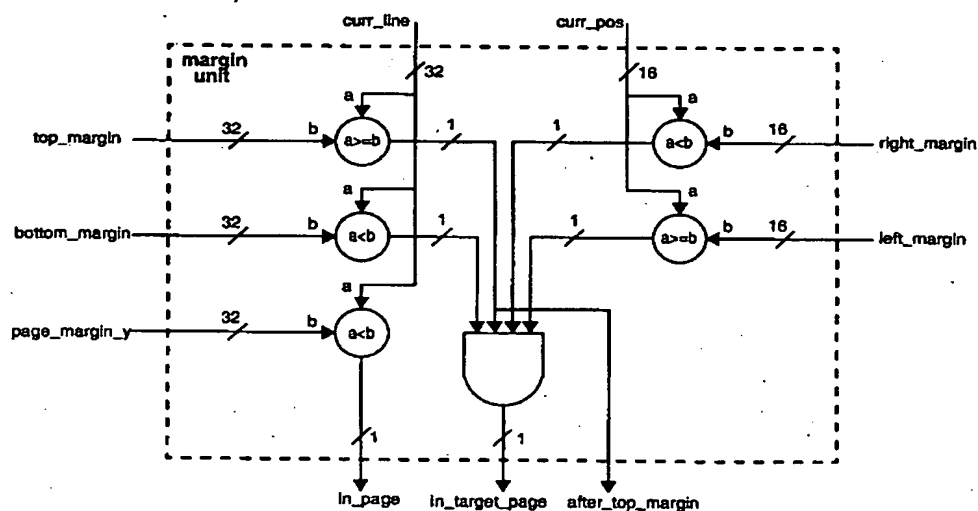 curr_line curr_pos
margin
unit
32 16
a a
top_margin 32 b a>=b 1 1 a<b b 16 right_margin
a a
bottom_margin 32 b a<b 1 1 a>=b b 16 left_margin
a
page_margin_y 32 b a<b
1 1
in_page in_target_page after_top_margin